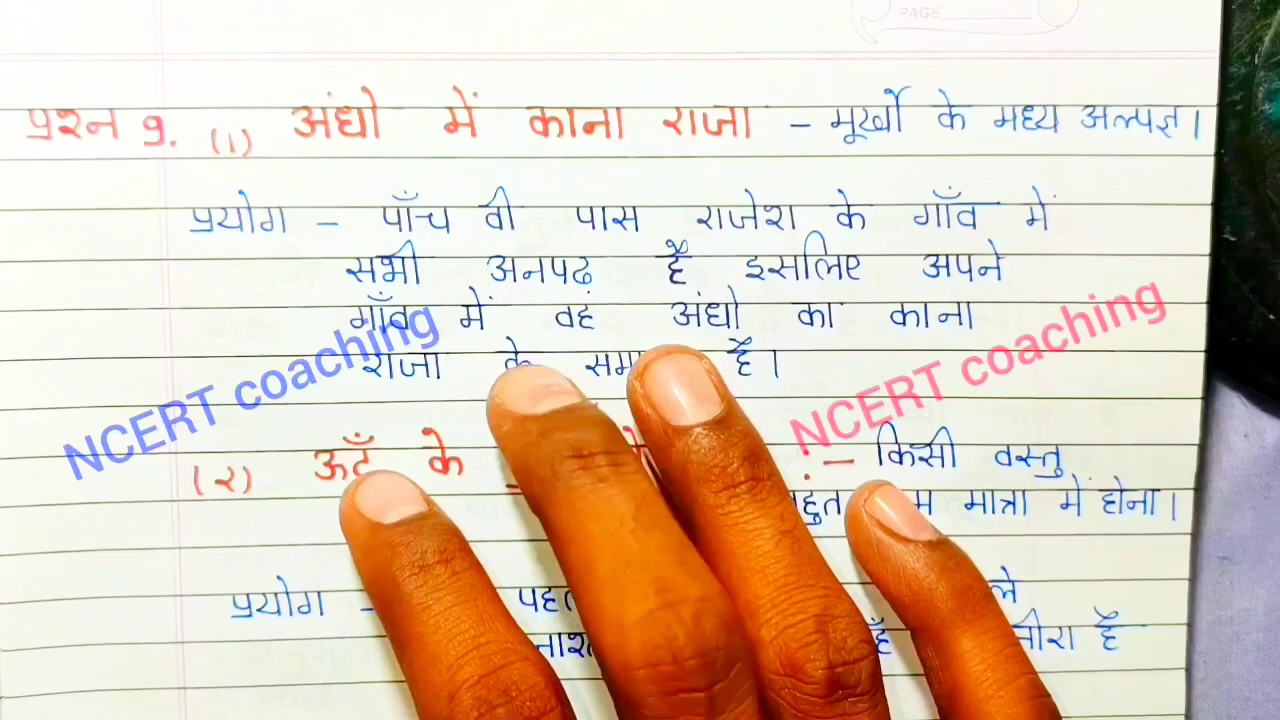 PAGE
प्रश्न 9. (1) अंधो में काना राजा - मूर्खो के मध्य अल्पज्ञ।
प्रयोग - पाँच वी पास राजेश के गाँव में
सभी अनपढ़ है इसलिए अपने
गाँव में वह अंधो का काना
राजा के है।
NCERT coaching
NCERT coaching
(२) ऊँट के - किसी वस्तु
मात्रा में होना।
प्रयोग -
है